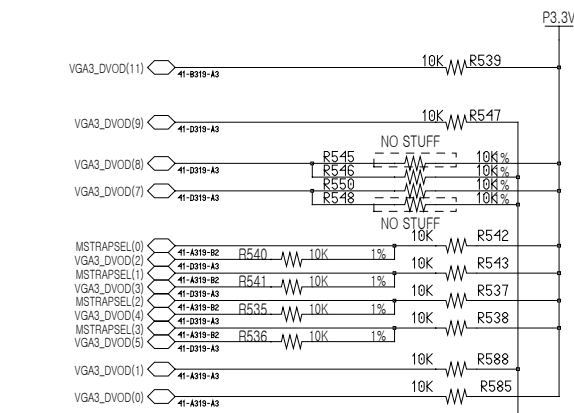 P3.3V
VGA3_DVOD(11) 41-B319-A3 10K R539
VGA3_DVOD(9) 41-D319-A3 10K R547
NO STUFF
VGA3_DVOD(8) 41-D319-A3 R545 10K%
R546 10K%
VGA3_DVOD(7) 41-D319-A3 R550 10K%
R548 10K%
NO STUFF
MSTRAPSEL(0) 41-A319-B2 10K R542
VGA3_DVOD(2) 41-D319-A3 R540 10K 1%
MSTRAPSEL(1) 41-A319-B2 10K R543
VGA3_DVOD(3) 41-D319-A3 R541 10K 1%
MSTRAPSEL(2) 41-A319-B2 10K R537
VGA3_DVOD(4) 41-D319-A3 R535 10K 1%
MSTRAPSEL(3) 41-A319-B2 10K R538
VGA3_DVOD(5) 41-D319-A3 R536 10K 1%
VGA3_DVOD(1) 41-A319-A3 10K R588
VGA3_DVOD(0) 41-A319-A3 10K R585